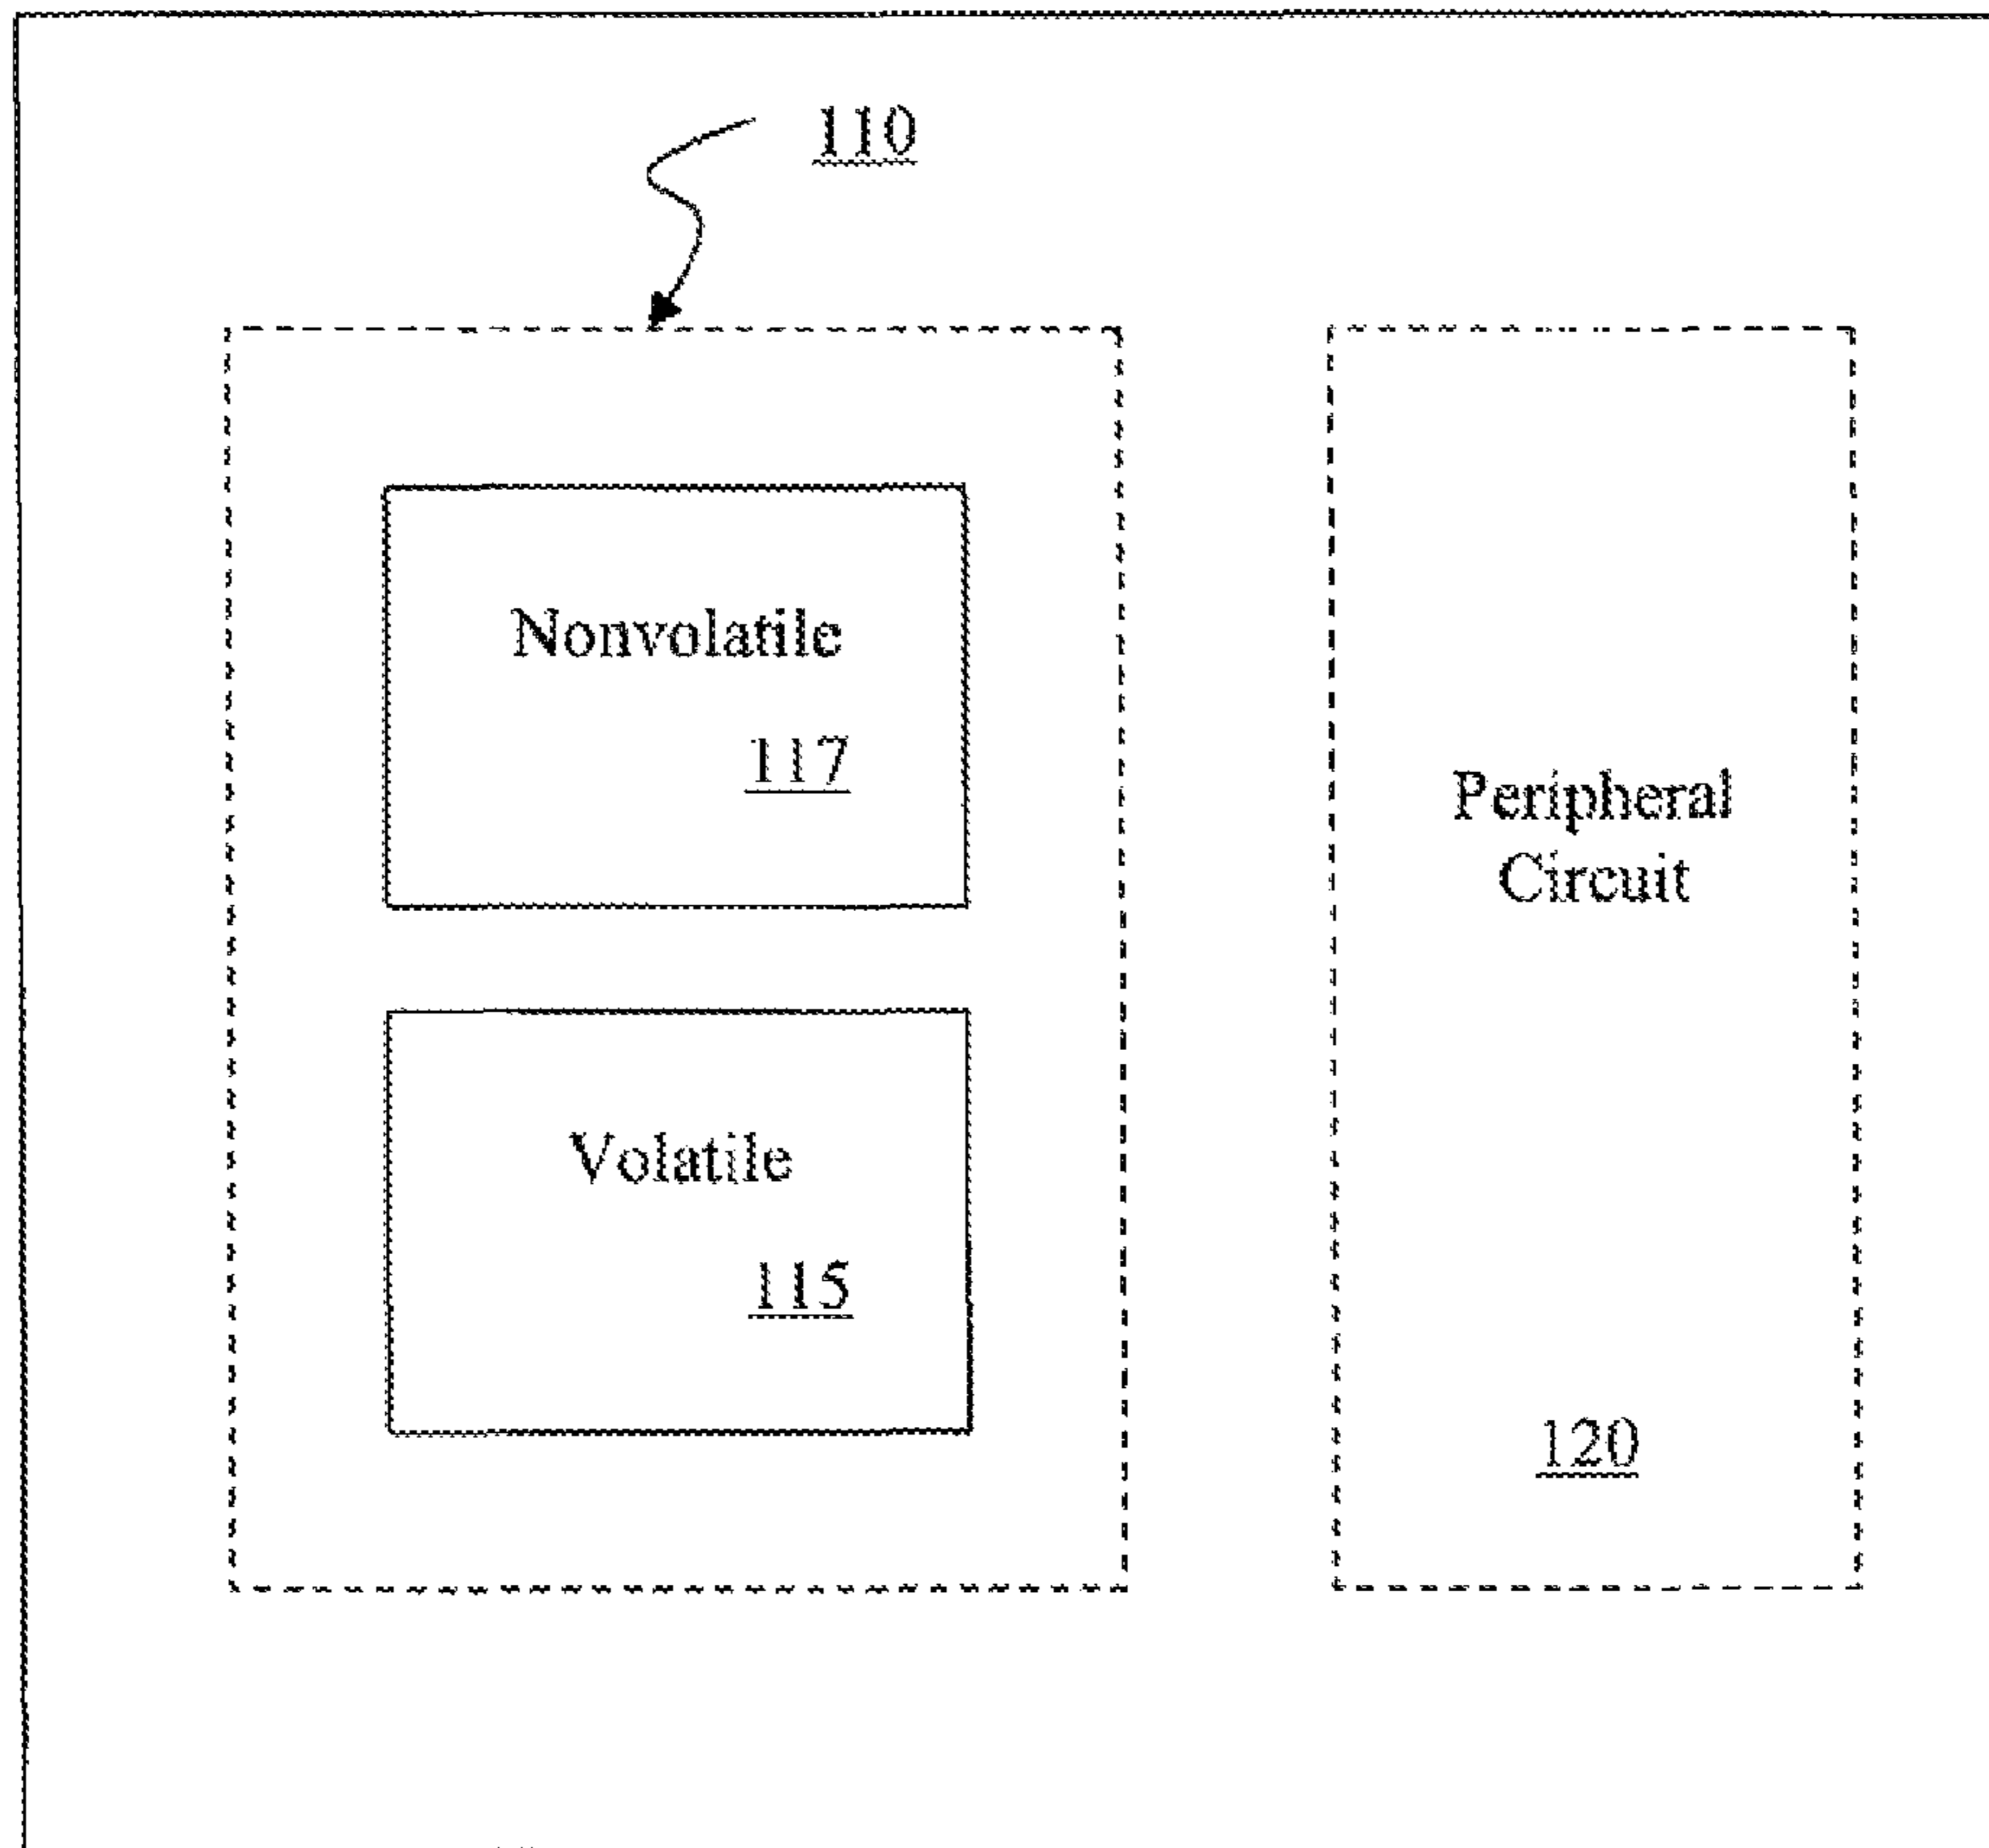 110
Nonvolatile
117
Peripheral
Circuit
Volatile
115
120